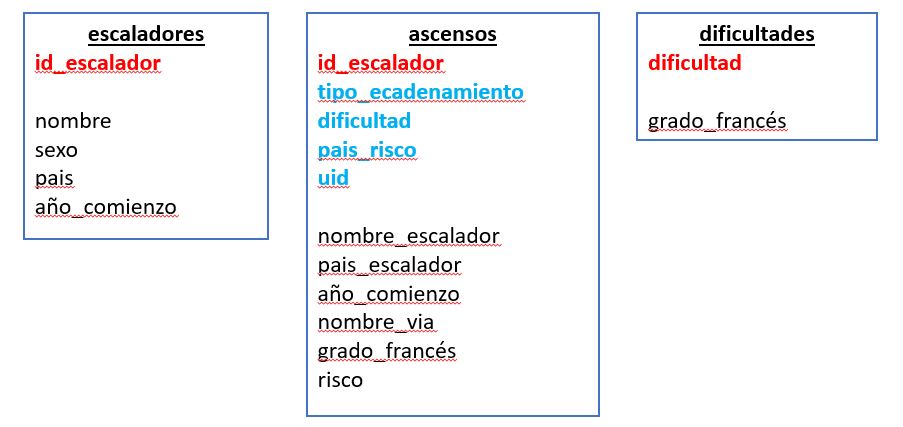 escaladores
id_escalador
nombre
sexo
pais
año_comienzo
ascensos
id_escalador
tipo_ecadenamiento
dificultad
pais_risco
uid
nombre_escalador
pais_escalador
año_comienzo
nombre_via
grado_francés
risco
dificultades
dificultad
grado_francés